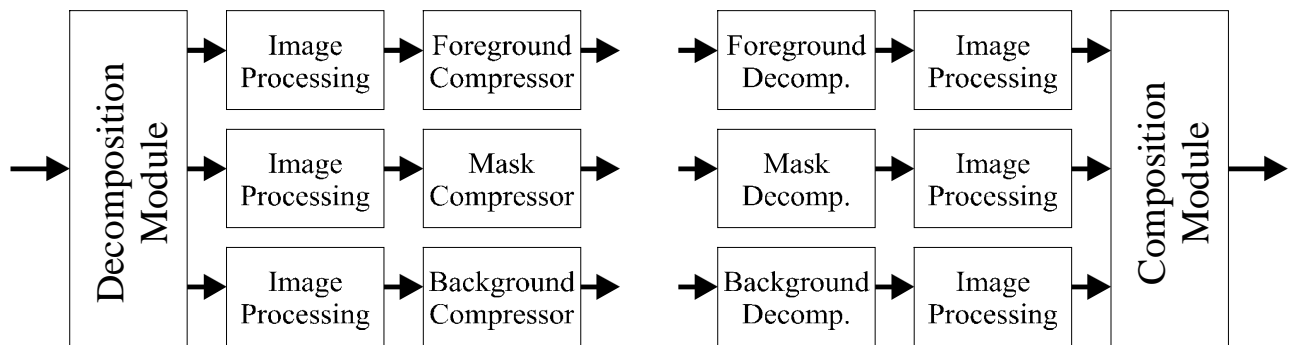 Decomposition
Module
Image
Processing
Foreground
Compressor
Foreground
Decomp.
Image
Processing
Image
Processing
Mask
Compressor
Mask
Decomp.
Image
Processing
Image
Processing
Background
Compressor
Background
Decomp.
Image
Processing
Composition
Module